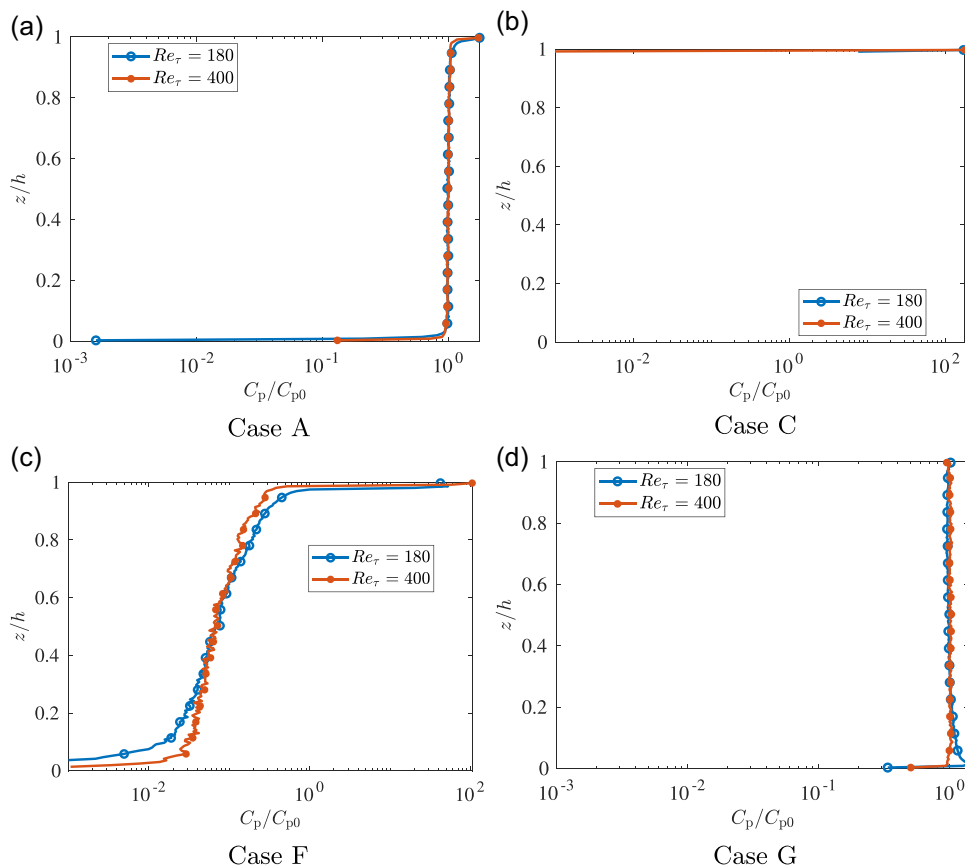 (a)
1
0.8
0.6
0.4
0.2
0
z/h
Re_τ = 180
Re_τ = 400
10^-3 10^-2 10^-1 10^0
C_p/C_p0
Case A
(b)
1
0.8
0.6
0.4
0.2
0
z/h
Re_τ = 180
Re_τ = 400
10^-2 10^0 10^2
C_p/C_p0
Case C
(c)
1
0.8
0.6
0.4
0.2
0
z/h
Re_τ = 180
Re_τ = 400
10^-2 10^-1 10^0 10^2
C_p/C_p0
Case F
(d)
1
0.8
0.6
0.4
0.2
0
z/h
Re_τ = 180
Re_τ = 400
10^-3 10^-2 10^-1 10^0
C_p/C_p0
Case G